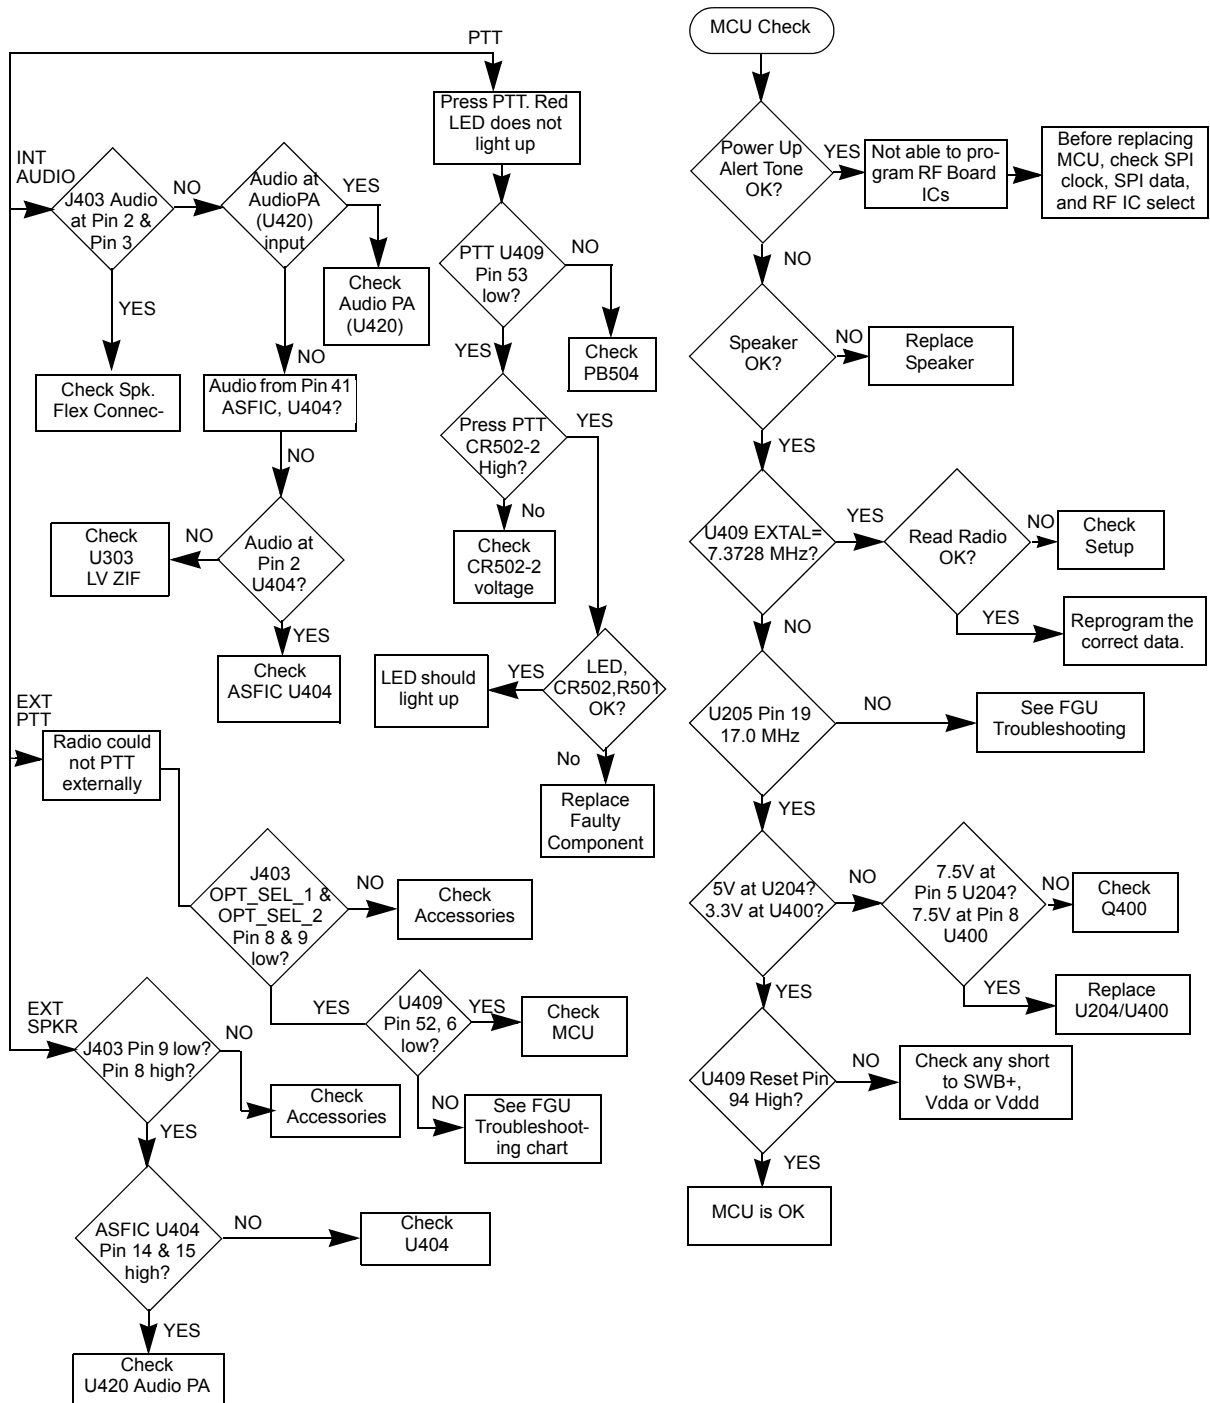 PTT
Press PTT. Red
LED does not
light up
INT
AUDIO
J403 Audio
at Pin 2 &
Pin 3
NO
Audio at
AudioPA
(U420)
input
YES
Check
Audio PA
(U420)
YES
Check Spk.
Flex Connec-
NO
Audio from Pin 41
ASFIC, U404?
NO
Audio at
Pin 2
U404?
NO
Check
U303
LV ZIF
YES
Check
ASFIC U404
PTT U409
Pin 53
low?
NO
Check
PB504
YES
Press PTT
CR502-2
High?
YES
No
Check
CR502-2
voltage
LED,
CR502,R501
OK?
YES
LED should
light up
No
Replace
Faulty
Component
EXT
PTT
Radio could
not PTT
externally
J403
OPT_SEL_1 &
OPT_SEL_2
Pin 8 & 9
low?
NO
Check
Accessories
YES
U409
Pin 52, 6
low?
YES
Check
MCU
NO
See FGU
Troubleshoot-
ing chart
EXT
SPKR
J403 Pin 9 low?
Pin 8 high?
NO
Check
Accessories
YES
ASFIC U404
Pin 14 & 15
high?
NO
Check
U404
YES
Check
U420 Audio PA
MCU Check
Power Up
Alert Tone
OK?
YES
Not able to pro-
gram RF Board
ICs
Before replacing
MCU, check SPI
clock, SPI data,
and RF IC select
NO
Speaker
OK?
NO
Replace
Speaker
YES
U409 EXTAL=
7.3728 MHz?
YES
Read Radio
OK?
NO
Check
Setup
YES
Reprogram the
correct data.
NO
U205 Pin 19
17.0 MHz
NO
See FGU
Troubleshooting
YES
5V at U204?
3.3V at U400?
NO
7.5V at
Pin 5 U204?
7.5V at Pin 8
U400
NO
Check
Q400
YES
Replace
U204/U400
YES
U409 Reset Pin
94 High?
NO
Check any short
to SWB+,
Vdda or Vddd
YES
MCU is OK